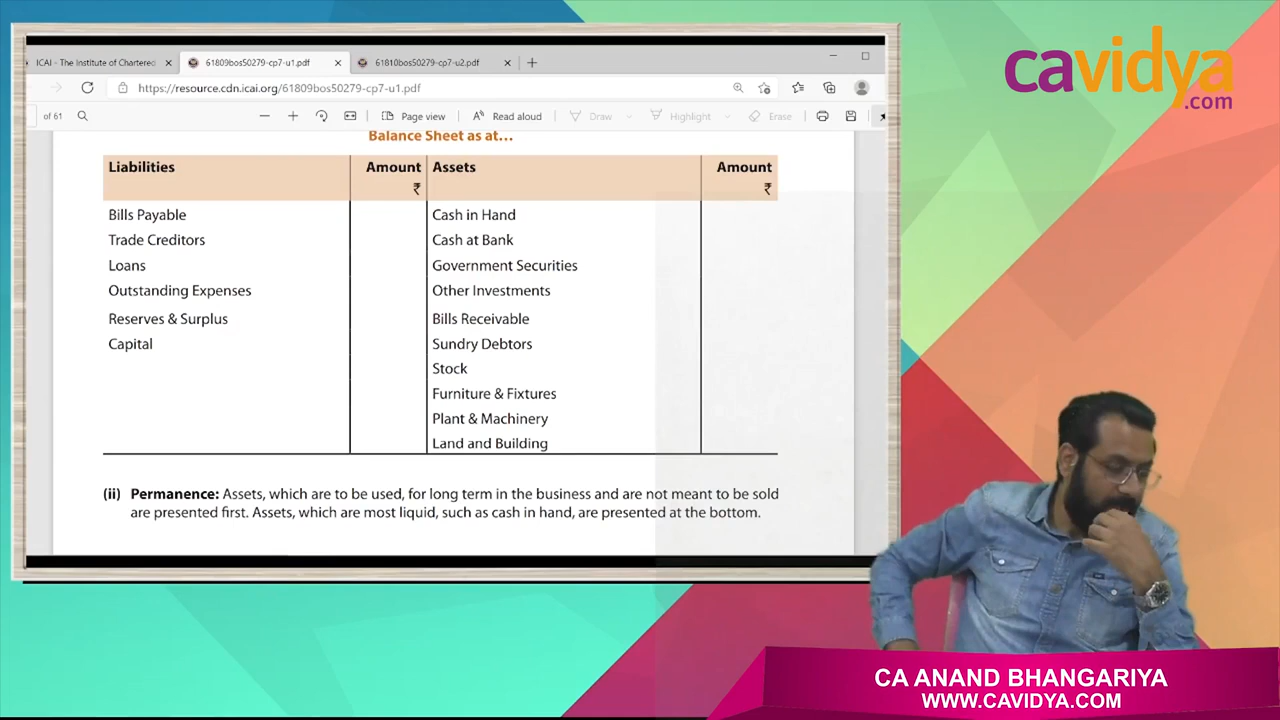 ICAI - The Institute of Chartered
61809bos50279-cp7-u1.pdf
61810bos50279-cp7-u2.pdf
https://resource.cdn.icai.org/61809bos50279-cp7-u1.pdf
of 61
Page view
Read aloud
Draw
Highlight
Erase
Balance Sheet as at…
Liabilities Amount Assets Amount
₹ ₹
Bills Payable Cash in Hand
Trade Creditors Cash at Bank
Loans Government Securities
Outstanding Expenses Other Investments
Reserves & Surplus Bills Receivable
Capital Sundry Debtors
Stock
Furniture & Fixtures
Plant & Machinery
Land and Building
(ii) Permanence: Assets, which are to be used, for long term in the business and are not meant to be sold
are presented first. Assets, which are most liquid, such as cash in hand, are presented at the bottom.
cavidya
.com
CA ANAND BHANGARIYA
WWW.CAVIDYA.COM